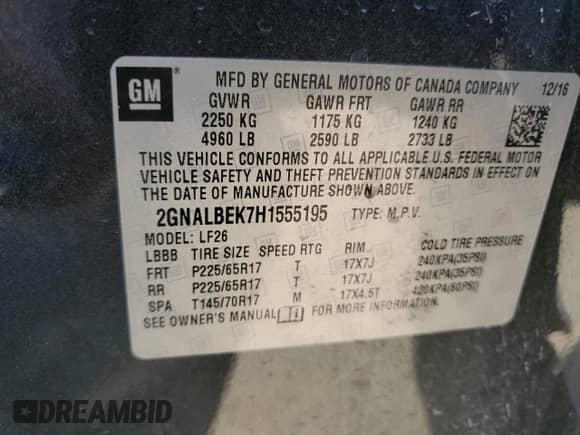 GM ® MFD BY GENERAL MOTORS OF CANADA COMPANY 12/16
GVWR GAWR FRT GAWR RR
2250 KG 1175 KG 1240 KG
4960 LB 2590 LB 2733 LB
THIS VEHICLE CONFORMS TO ALL APPLICABLE U.S. FEDERAL MOTOR
VEHICLE SAFETY AND THEFT PREVENTION STANDARDS IN EFFECT ON
THE DATE OF MANUFACTURE SHOWN ABOVE.
2GNALBEK7H1555195 TYPE: M.P.V.
MODEL: LF26
LBBB TIRE SIZE SPEED RTG RIM COLD TIRE PRESSURE
FRT P225/65R17 T 17X7J 240KPA(35PSI)
RR P225/65R17 T 17X7J 240KPA(35PSI)
SPA T145/70R17 M 17X4.5T 420KPA(60PSI)
SEE OWNER'S MANUAL i FOR MORE INFORMATION.
DREAMBID